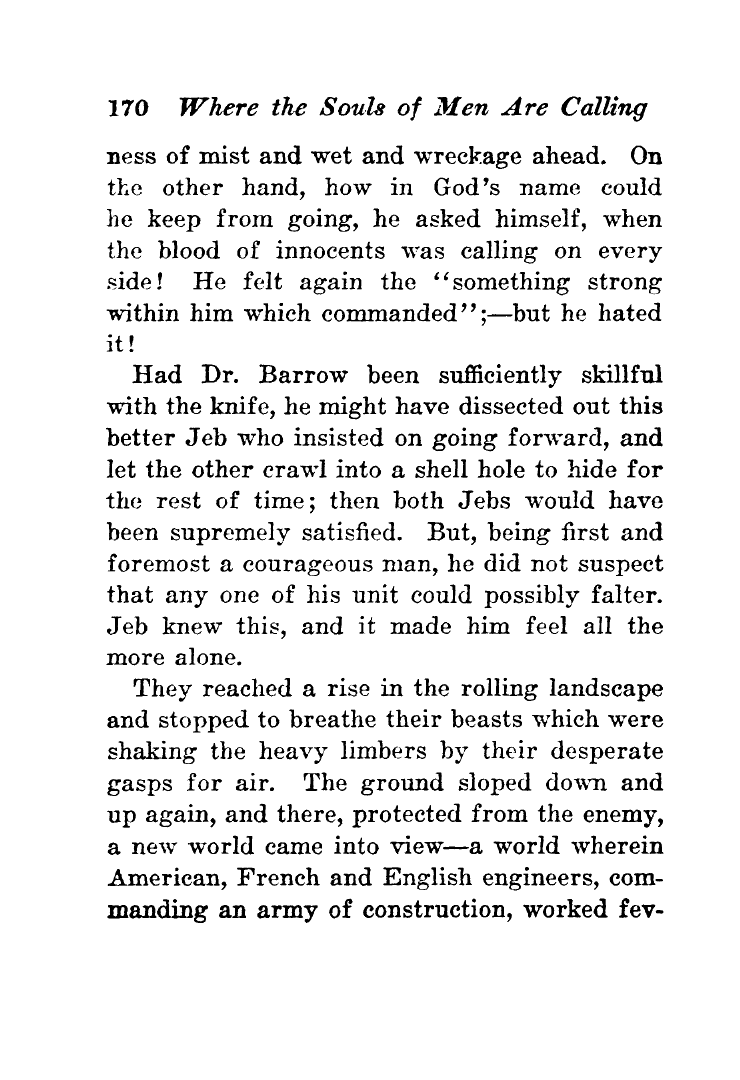 170 Where the Souls of Men Are Calling
ness of mist and wet and wreckage ahead. On
the other hand, how in God's name could
he keep from going, he asked himself, when
the blood of innocents was calling on every
side! He felt again the "something strong
within him which commanded";—but he hated
it!
Had Dr. Barrow been sufficiently skillful
with the knife, he might have dissected out this
better Jeb who insisted on going forward, and
let the other crawl into a shell hole to hide for
the rest of time; then both Jebs would have
been supremely satisfied. But, being first and
foremost a courageous man, he did not suspect
that any one of his unit could possibly falter.
Jeb knew this, and it made him feel all the
more alone.
They reached a rise in the rolling landscape
and stopped to breathe their beasts which were
shaking the heavy limbers by their desperate
gasps for air. The ground sloped down and
up again, and there, protected from the enemy,
a new world came into view—a world wherein
American, French and English engineers, com-
manding an army of construction, worked fev-